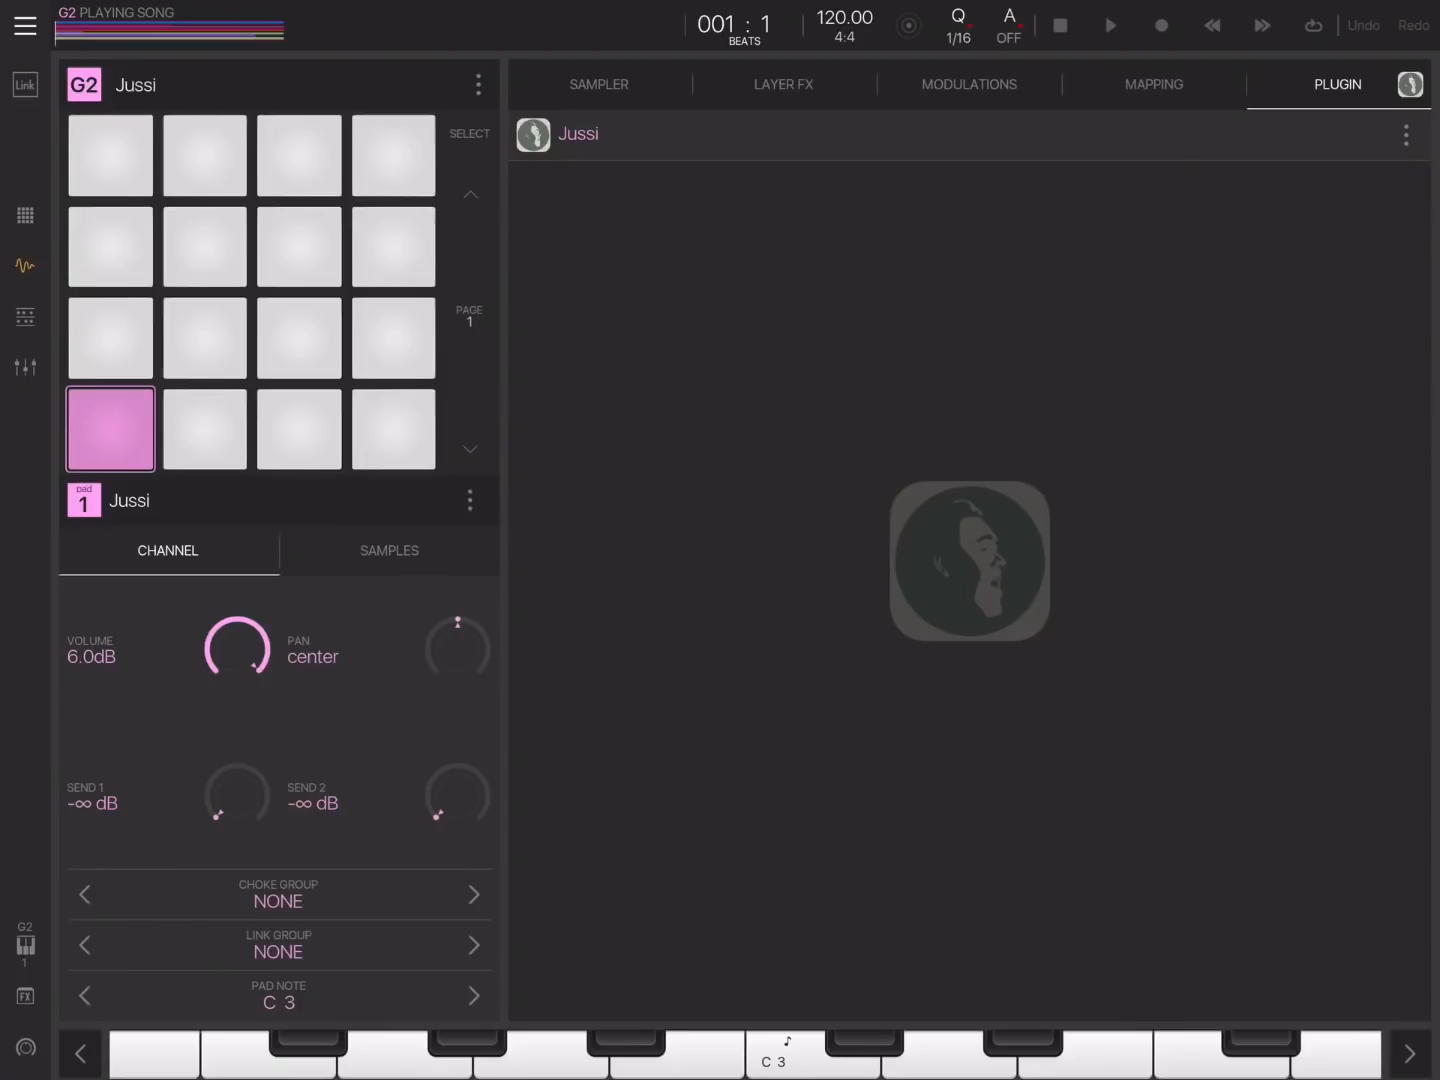 G2 PLAYING SONG
001 : 1
BEATS
120.00
4:4
Q
1/16
A
OFF
Undo
Redo
Link
G2 Jussi
SELECT
PAGE
1
pad
1
Jussi
CHANNEL
SAMPLES
VOLUME
6.0dB
PAN
center
SEND 1
-∞ dB
SEND 2
-∞ dB
CHOKE GROUP
NONE
LINK GROUP
NONE
PAD NOTE
C 3
SAMPLER
LAYER FX
MODULATIONS
MAPPING
PLUGIN
Jussi
G2
1
FX
C 3